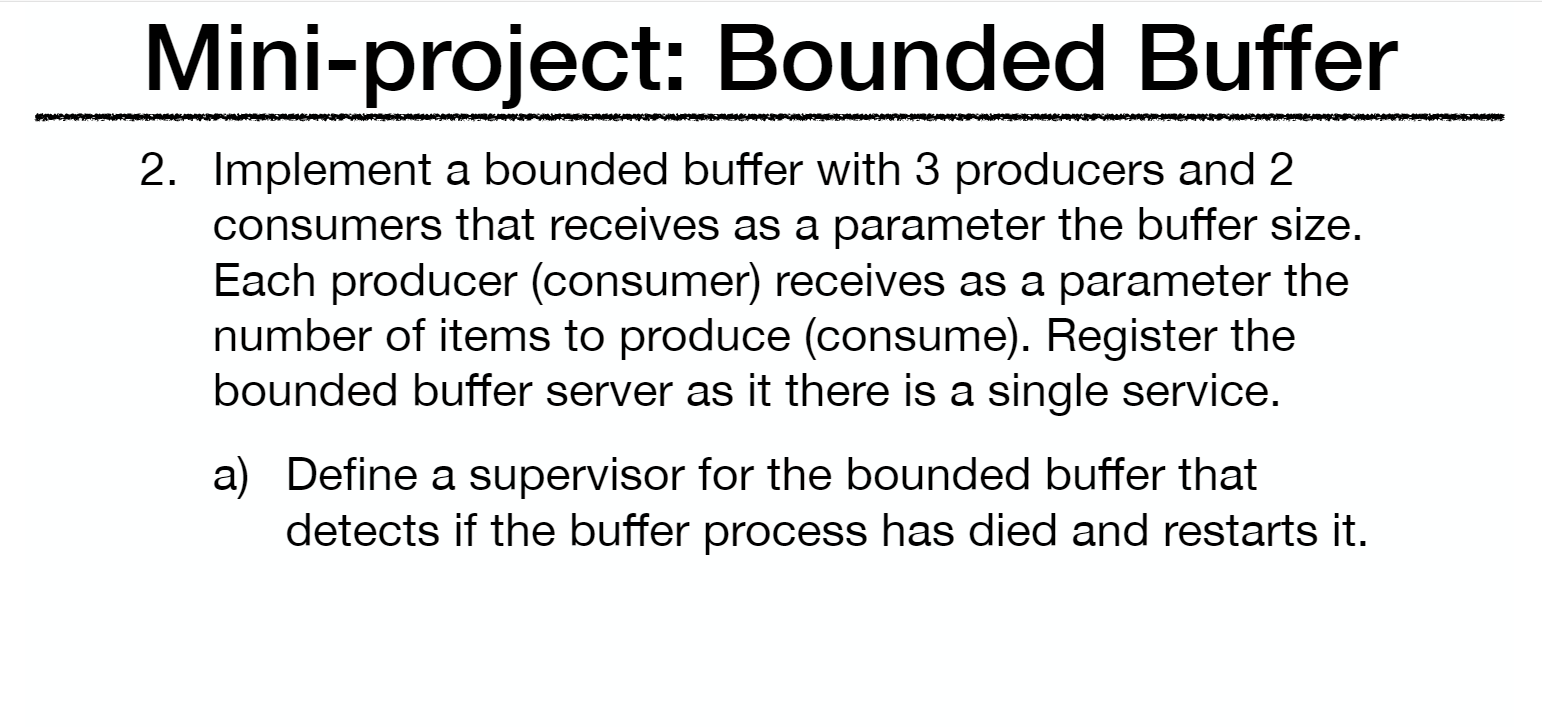 Mini-project: Bounded Buffer
2. Implement a bounded buffer with 3 producers and 2
consumers that receives as a parameter the buffer size.
Each producer (consumer) receives as a parameter the
number of items to produce (consume). Register the
bounded buffer server as it there is a single service.
a) Define a supervisor for the bounded buffer that
detects if the buffer process has died and restarts it.